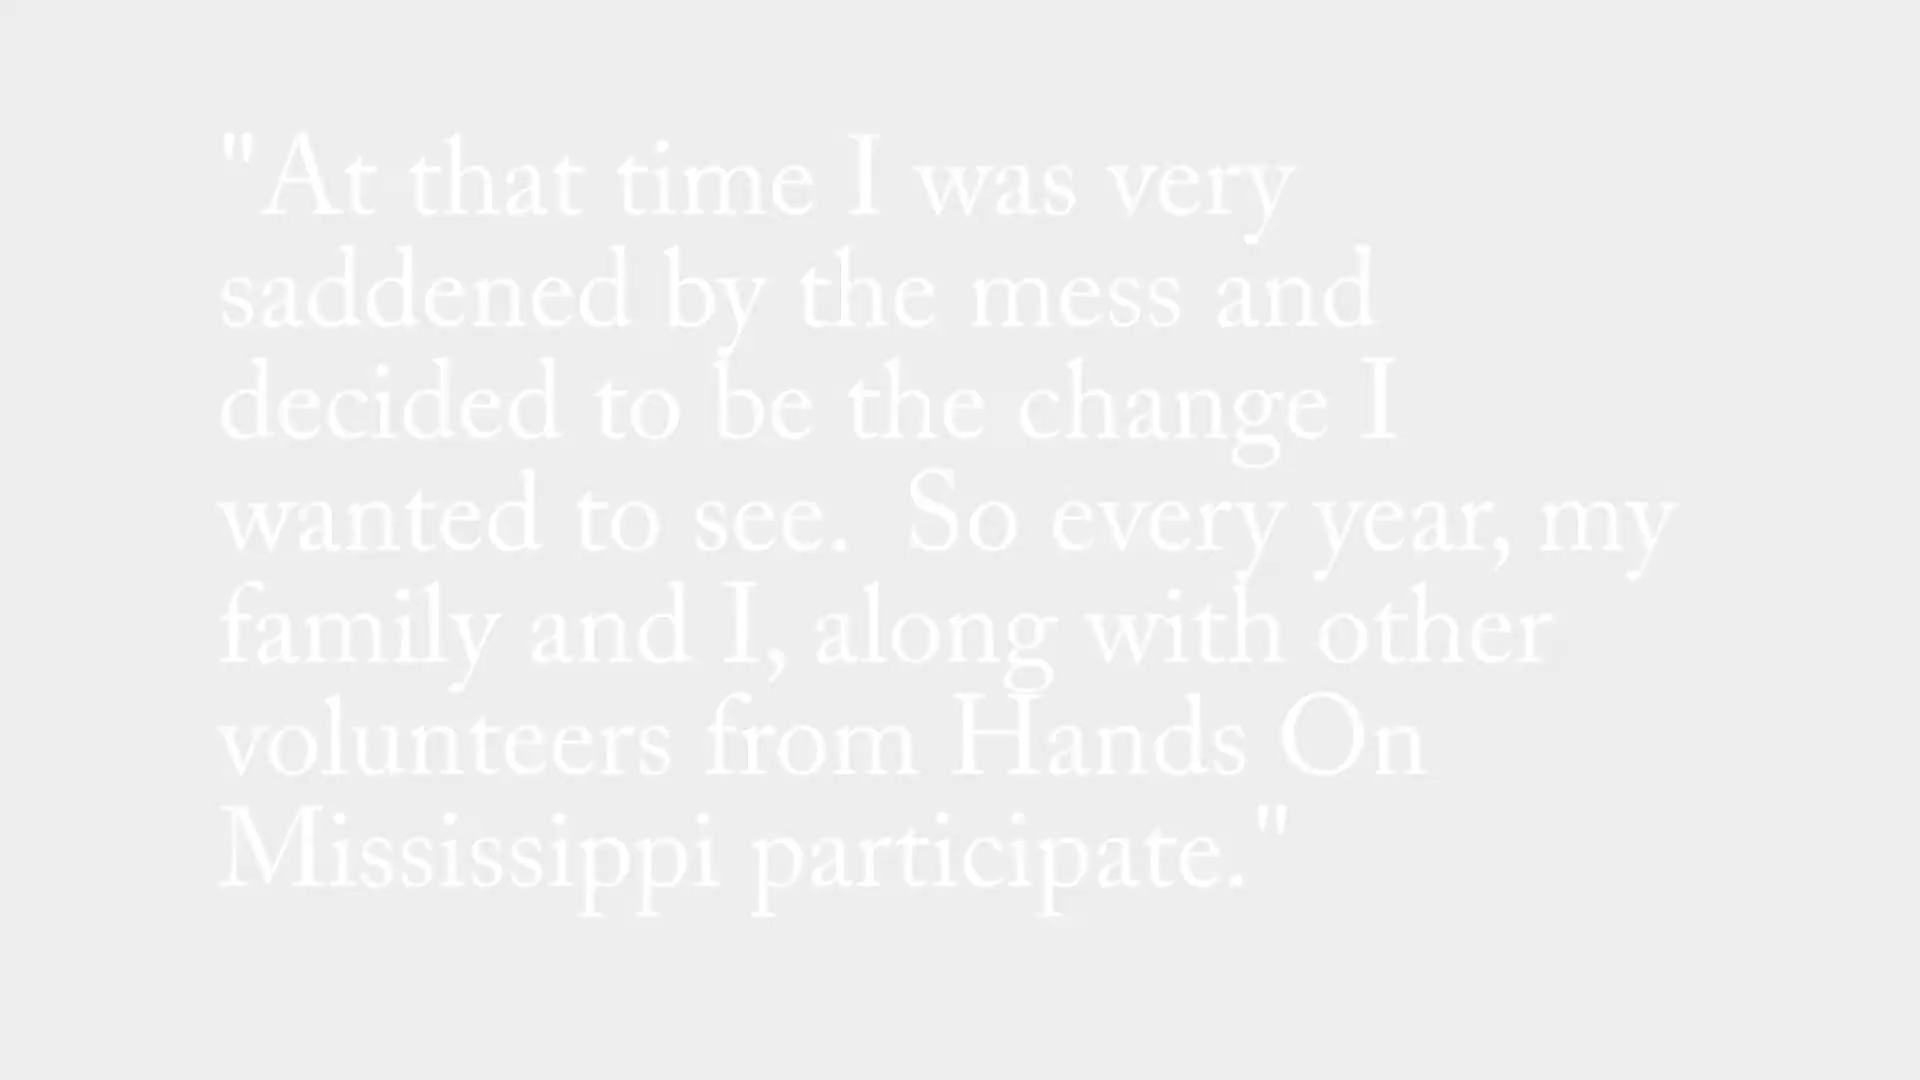 "At that time I was very
saddened by the mess and
decided to be the change I
wanted to see.  So every year, my
family and I, along with other
volunteers from Hands On
Mississippi participate."